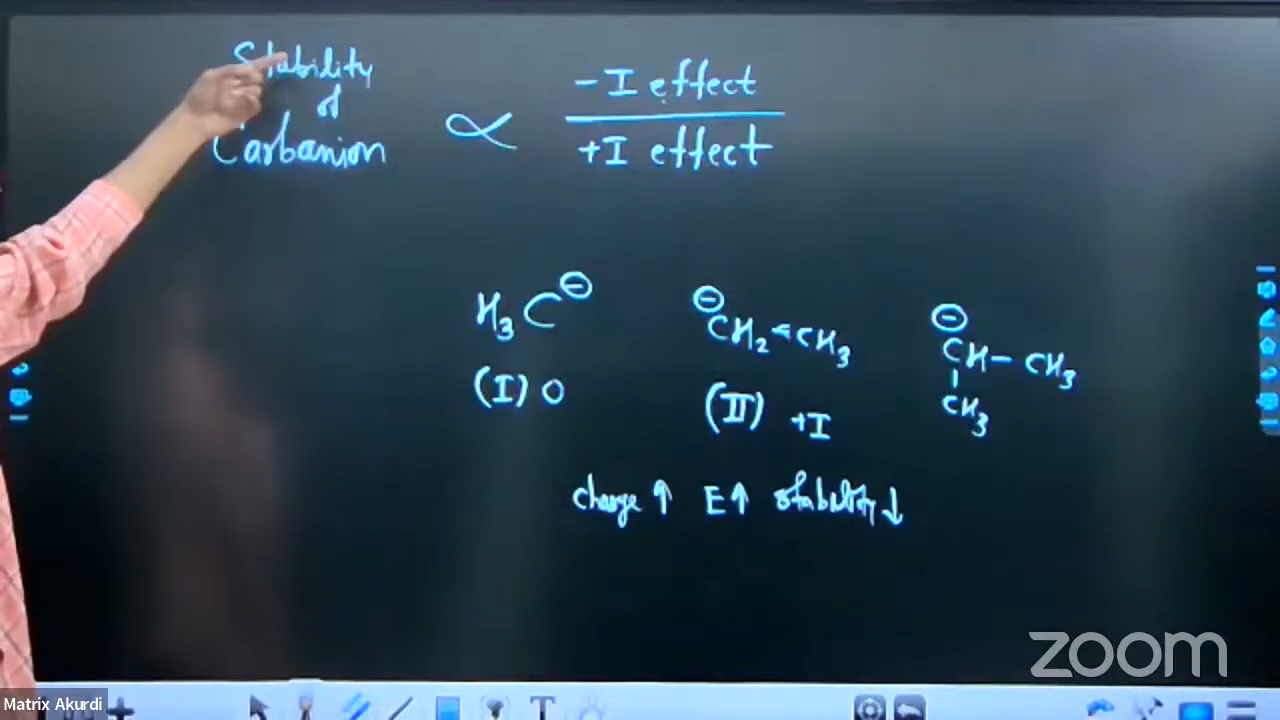 Stability
of
Carbanion ∝ -I effect / +I effect
H₃C⊖
⊖CH₂-CH₃
⊖CH-CH₃
CH₃
(I) 0
(II) +I
charge ↑ E↑ stability ↓
zoom
Matrix Akurdi